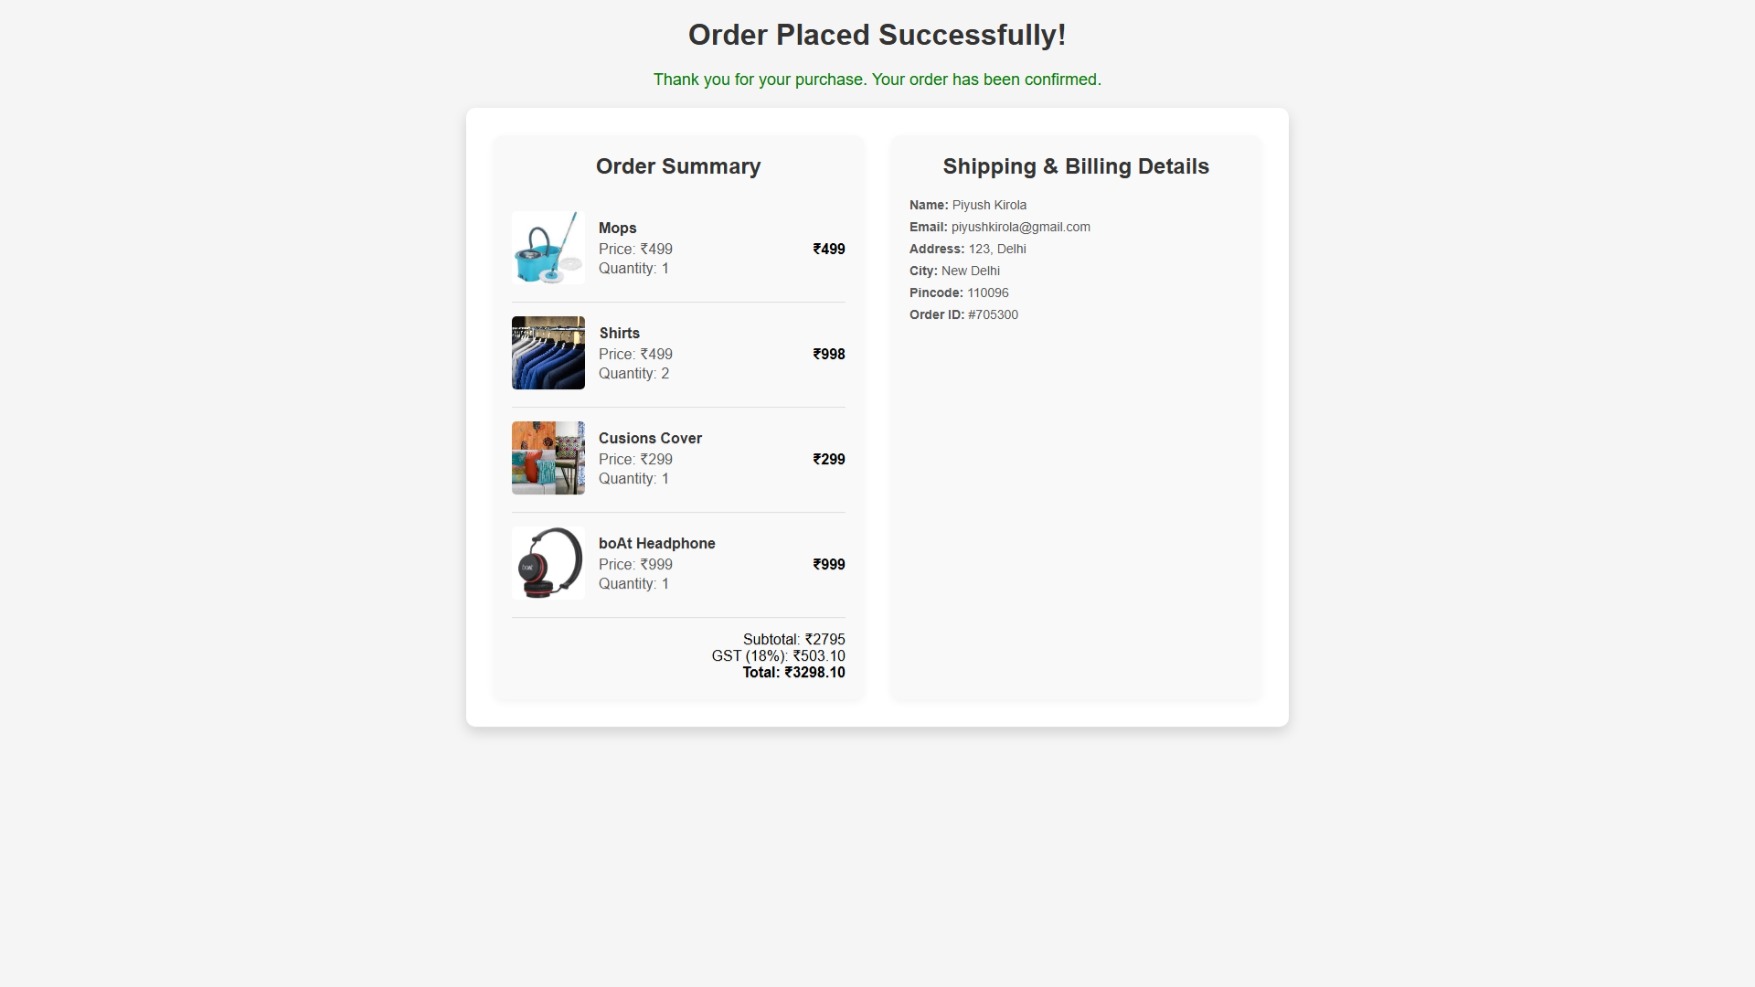 Order Placed Successfully!
Thank you for your purchase. Your order has been confirmed.
Order Summary
Mops
Price: ₹499
Quantity: 1
₹499
Shirts
Price: ₹499
Quantity: 2
₹998
Cusions Cover
Price: ₹299
Quantity: 1
₹299
boAt Headphone
Price: ₹999
Quantity: 1
₹999
Subtotal: ₹2795
GST (18%): ₹503.10
Total: ₹3298.10
Shipping & Billing Details
Name: Piyush Kirola
Email: piyushkirola@gmail.com
Address: 123, Delhi
City: New Delhi
Pincode: 110096
Order ID: #705300